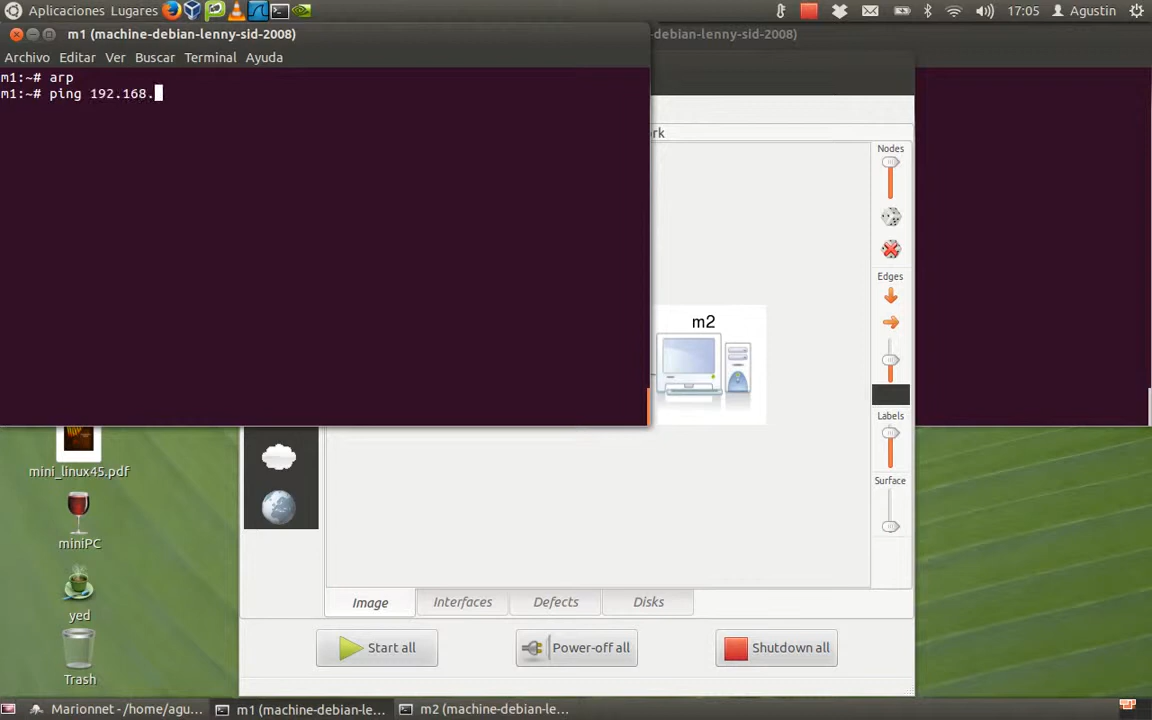 Aplicaciones Lugares
17:05 Agustin
m1 (machine-debian-lenny-sid-2008)
-debian-lenny-sid-2008)
Archivo Editar Ver Buscar Terminal Ayuda
m1:~# arp
m1:~# ping 192.168.
rk
Nodes
Edges
m2
Labels
Surface
mini_linux45.pdf
miniPC
yed
Trash
Image Interfaces Defects Disks
Start all Power-off all Shutdown all
Marionnet - /home/agu... m1 (machine-debian-le... m2 (machine-debian-le...